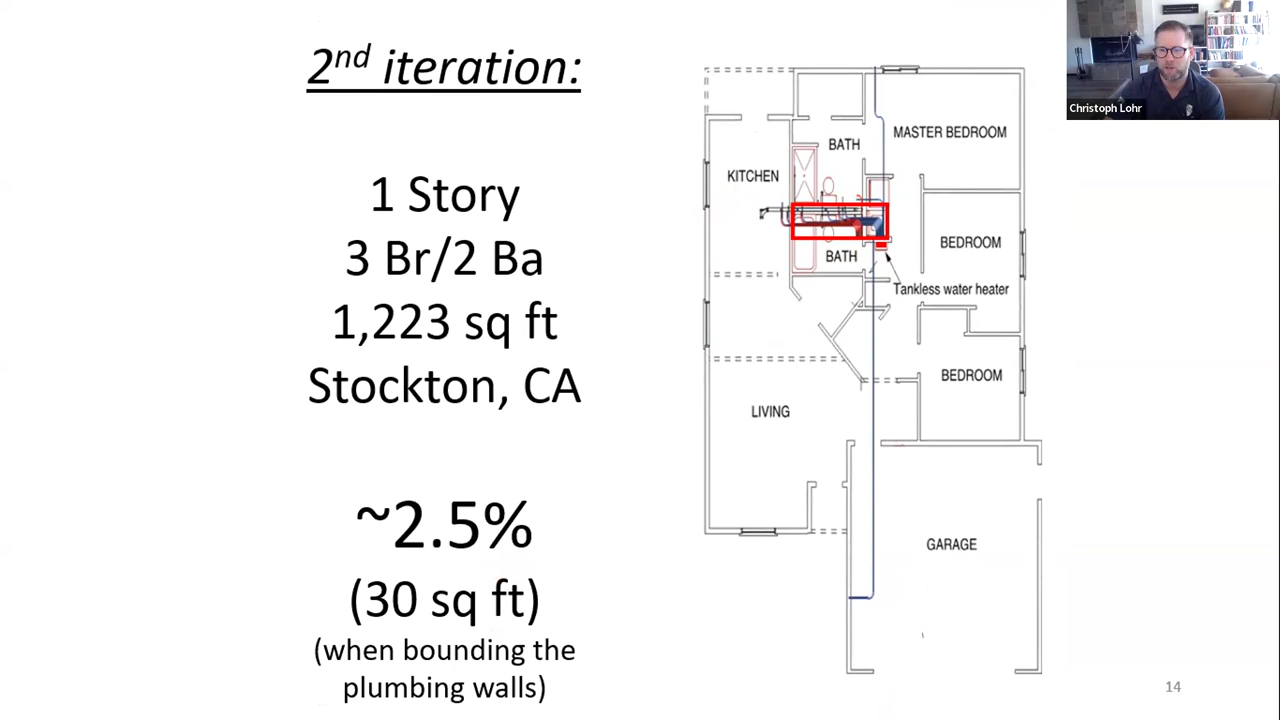 2nd iteration:
1 Story
3 Br/2 Ba
1,223 sq ft
Stockton, CA
~2.5%
(30 sq ft)
(when bounding the
plumbing walls)
BATH
MASTER BEDROOM
KITCHEN
BEDROOM
BATH
Tankless water heater
BEDROOM
LIVING
GARAGE
Christoph Lohr
14